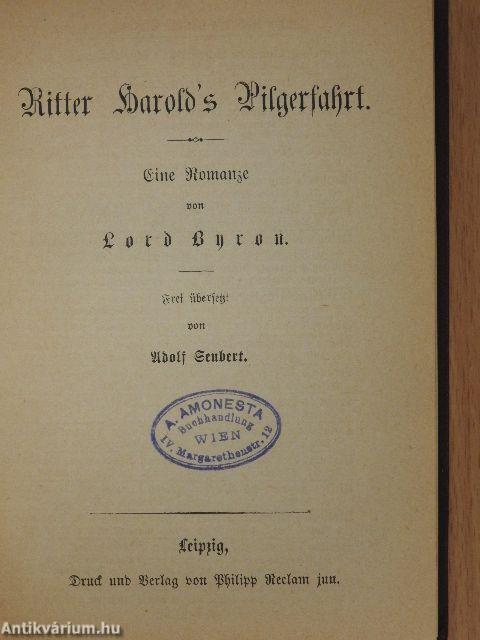 Ritter Harold's Pilgerfahrt.
Eine Romanze
von
Lord Byron.
Frei übersetzt
von
Adolf Seubert.
A. AMONESTA
Buchhandlung
WIEN
IV. Margarethenstr. 12
Leipzig,
Druck und Verlag von Philipp Reclam jun.
Antikvárium.hu